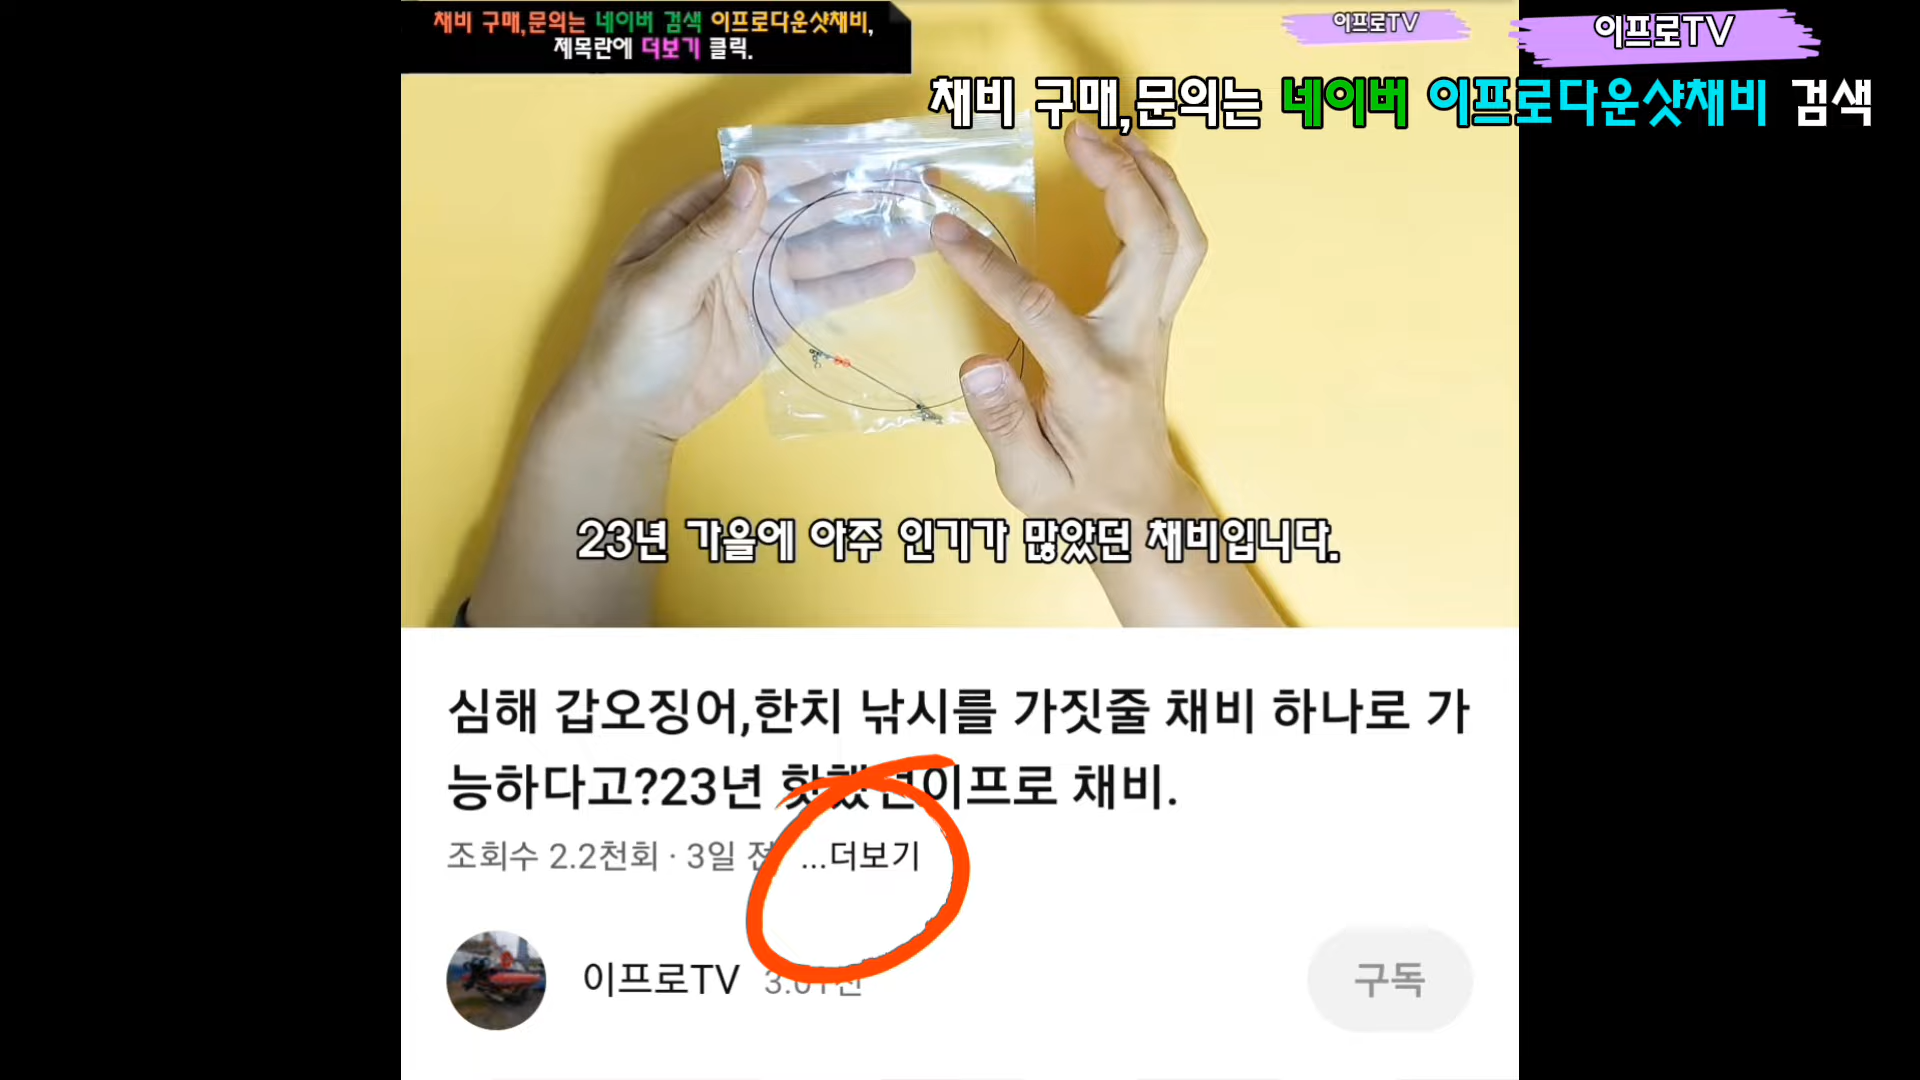 채비 구매,문의는 네이버 검색 이프로다운샷채비,
제목란에 더보기 클릭.
이프로TV
이프로TV
채비 구매,문의는 네이버 이프로다운샷채비 검색
23년 가을에 아주 인기가 많았던 채비입니다.
심해 갑오징어,한치 낚시를 가짓줄 채비 하나로 가
능하다고?23년 핫했던이프로 채비.
조회수 2.2천회 · 3일 전 ...더보기
이프로TV
구독